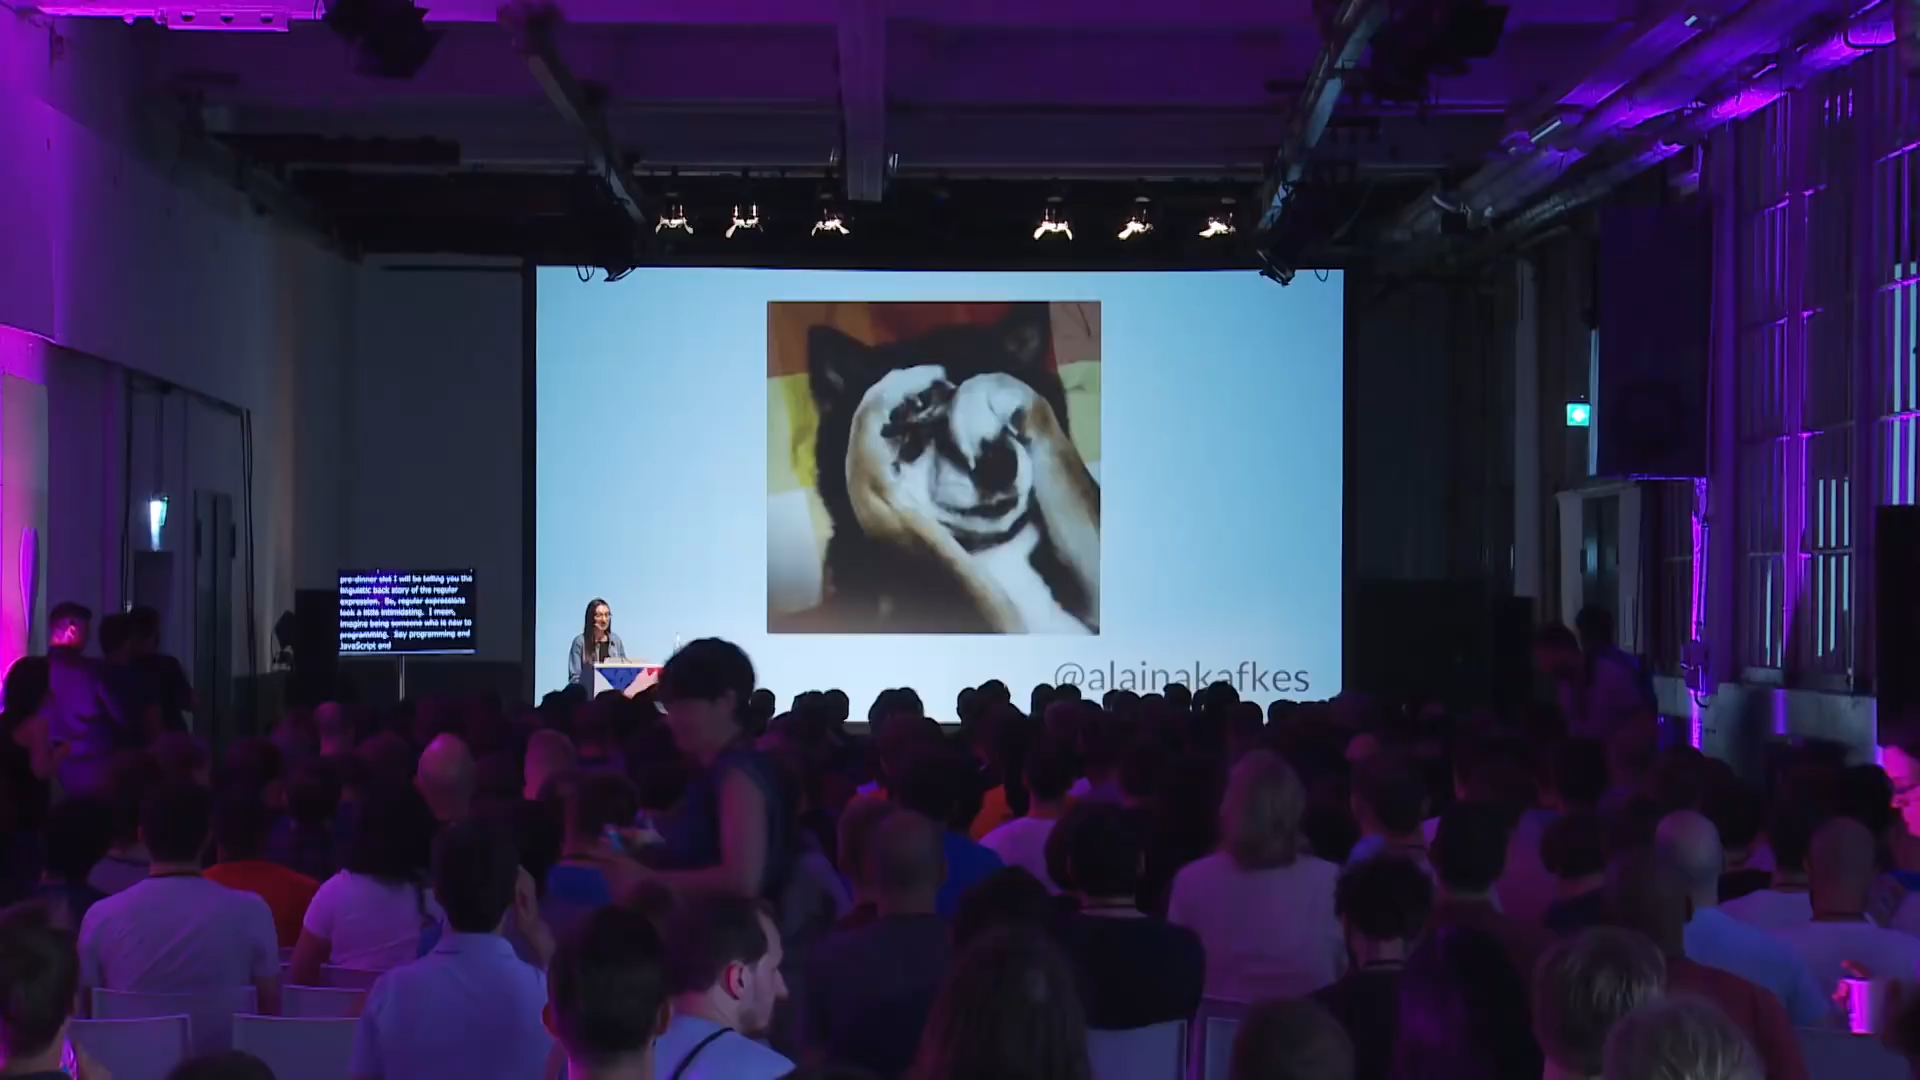 pre-dinner slot I will be telling you the
linguistic back story of the regular
expression. So, regular expressions
look a little intimidating. I mean,
imagine being someone who is new to
programming. Say programming and
JavaScript and
@alainakafkes